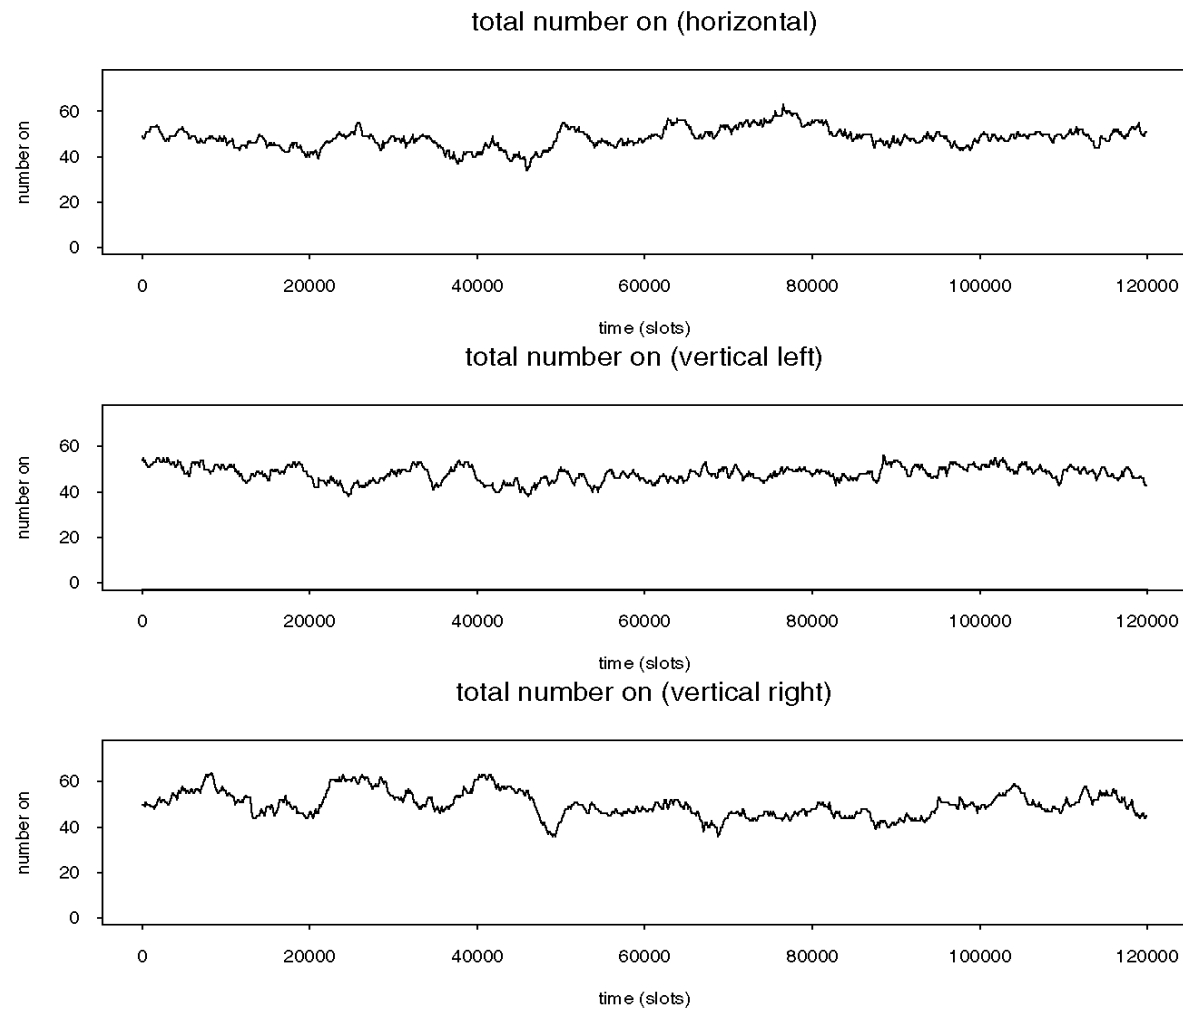 total number on (horizontal)
number on
60
40
20
0
0 20000 40000 60000 80000 100000 120000
time (slots)
total number on (vertical left)
number on
60
40
20
0
0 20000 40000 60000 80000 100000 120000
time (slots)
total number on (vertical right)
number on
60
40
20
0
0 20000 40000 60000 80000 100000 120000
time (slots)